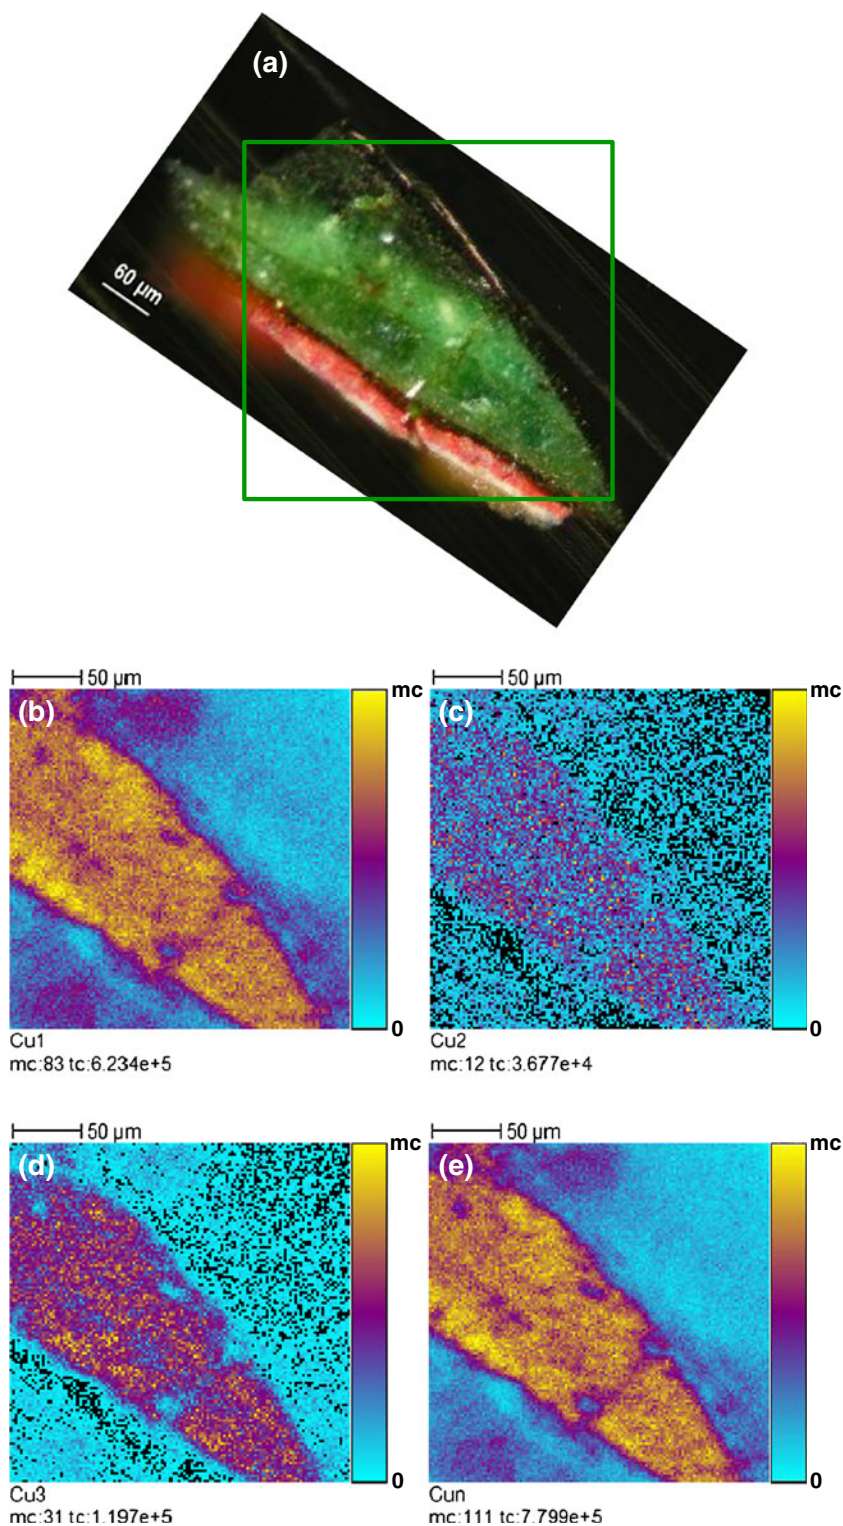 (a)
60 µm
50 µm
50 µm
(b)
mc
(c)
mc
0
0
Cu1
mc:83 tc:6.234e+5
Cu2
mc:12 tc:3.677e+4
50 µm
50 µm
(d)
mc
(e)
mc
0
0
Cu3
mc:31 tc:1.197e+5
Cun
mc:111 tc:7.799e+5